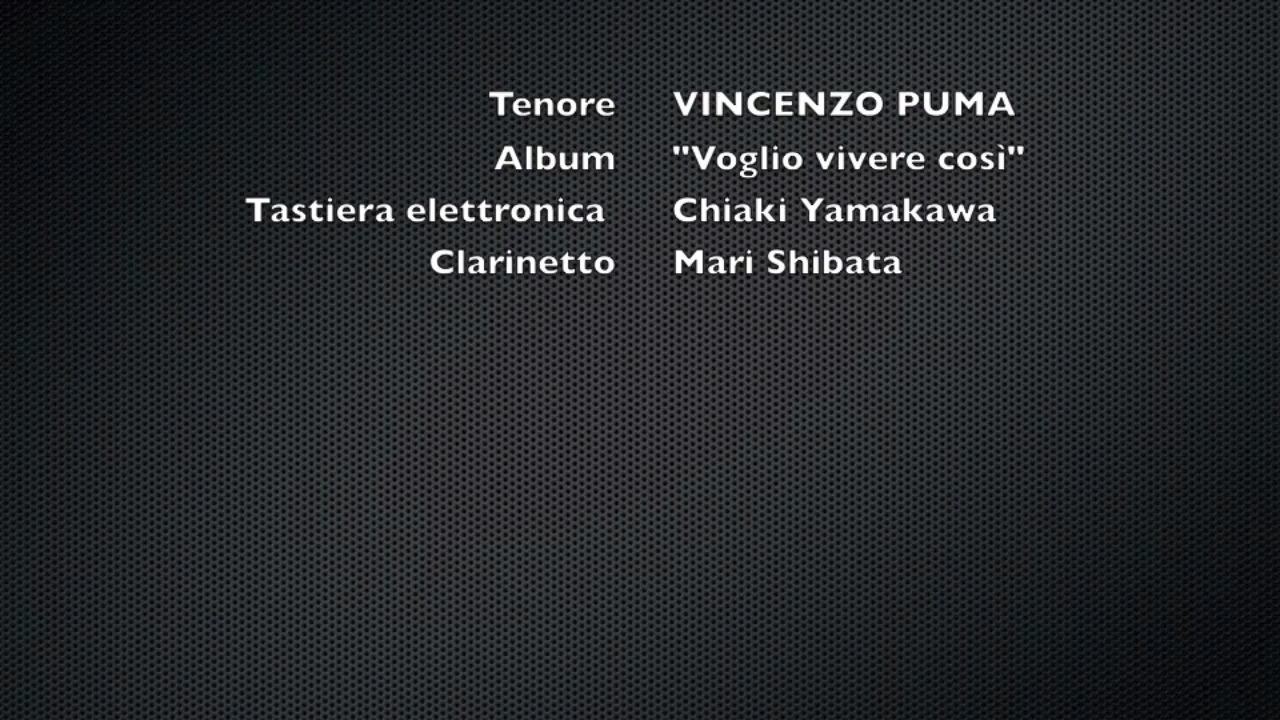 Tenore VINCENZO PUMA
Album "Voglio vivere così"
Tastiera elettronica Chiaki Yamakawa
Clarinetto Mari Shibata